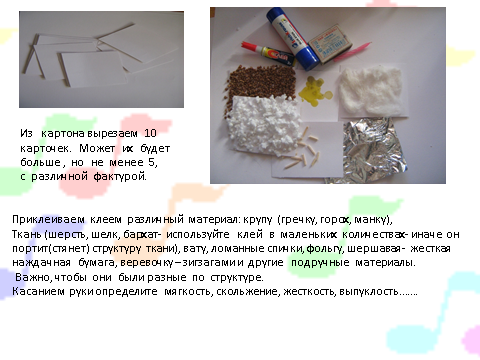 Из картона вырезаем 10
карточек. Может их будет
больше, но не менее 5,
с различной фактурой.
Приклеиваем клеем различный материал: крупу (гречку, горох, манку),
Ткань (шерсть, шелк, бархат- используйте клей в маленьких количествах- иначе он
портит(стянет) структуру ткани), вату, ломанные спички, фольгу, шершавая- жесткая
наждачная бумага, веревочку – зигзагами и другие подручные материалы.
Важно, чтобы они были разные по структуре.
Касанием руки определите мягкость, скольжение, жесткость, выпуклость.......